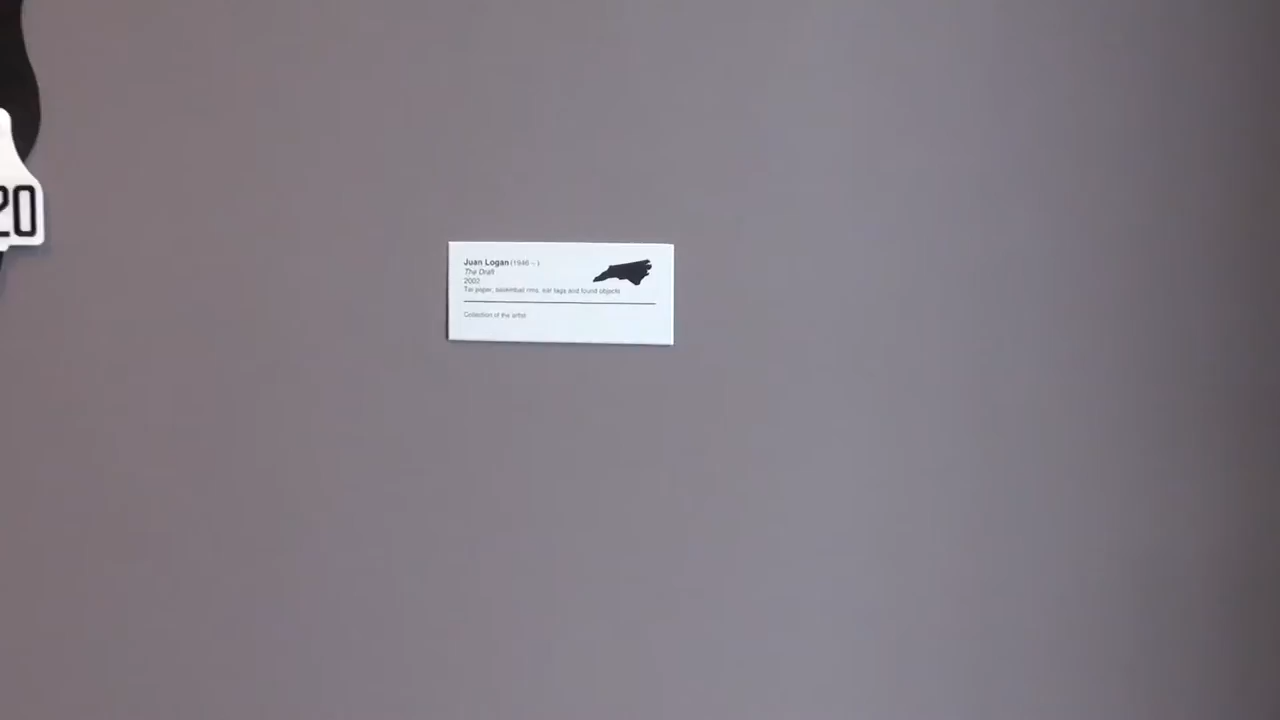 20
Juan Logan (1946 - )
The Draft
2002
Tar paper, basketball rims, ear tags and found objects
Collection of the artist